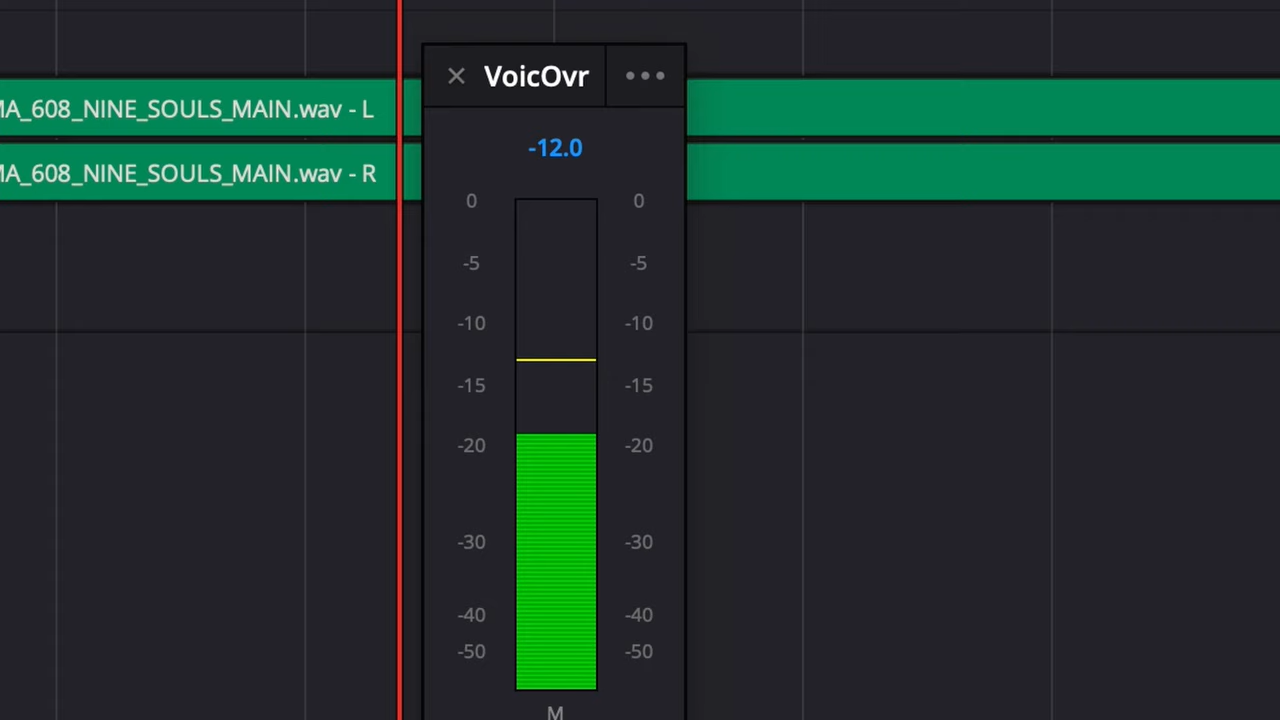 VoicOvr
MA_608_NINE_SOULS_MAIN.wav - L
-12.0
MA_608_NINE_SOULS_MAIN.wav - R
0 0
-5 -5
-10 -10
-15 -15
-20 -20
-30 -30
-40 -40
-50 -50
M